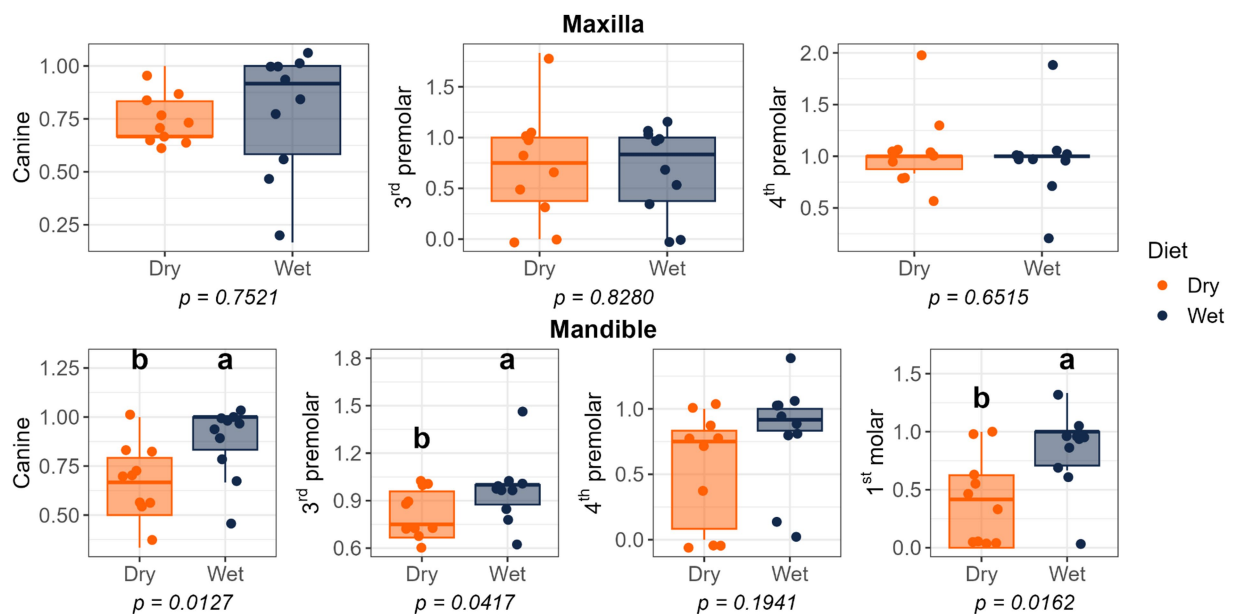 Maxilla
Canine
1.00
0.75
0.50
0.25
Dry
Wet
p = 0.7521
3rd premolar
1.5
1.0
0.5
0.0
Dry
Wet
p = 0.8280
4th premolar
2.0
1.5
1.0
0.5
Dry
Wet
p = 0.6515
Diet
Dry
Wet
Mandible
Canine
1.25
1.00
0.75
0.50
b
a
Dry
Wet
p = 0.0127
3rd premolar
1.8
1.5
1.2
0.9
0.6
b
a
Dry
Wet
p = 0.0417
4th premolar
1.0
0.5
0.0
Dry
Wet
p = 0.1941
1st molar
1.5
1.0
0.5
0.0
b
a
Dry
Wet
p = 0.0162